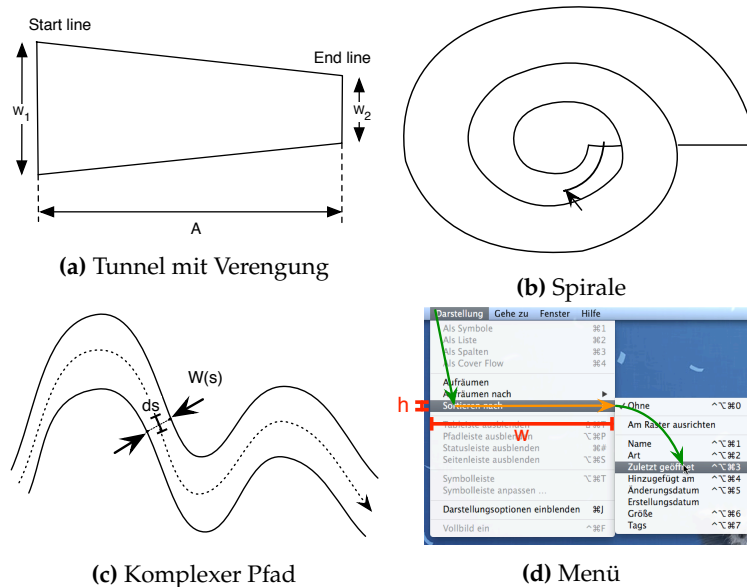 Start line
End line
w1
w2
A
(a) Tunnel mit Verengung
(b) Spirale
W(s)
ds
(c) Komplexer Pfad
Darstellung Gehe zu Fenster Hilfe
Als Symbole ⌘1
Als Liste ⌘2
Als Spalten ⌘3
Als Cover Flow ⌘4
Aufräumen
Aufräumen nach
Sortieren nach
h
W
Pfadleiste ausblenden ⌥⌘P
Statusleiste ausblenden ⌘#
Seitenleiste ausblenden ⌥⌘S
Symbolleiste ⌥⌘T
Symbolleiste anpassen ...
Darstellungsoptionen einblenden ⌘J
Vollbild ein ^⌘F
✓ Ohne ^⌥⌘0
Am Raster ausrichten
Name ^⌥⌘1
Art ^⌥⌘2
Zuletzt geöffnet ^⌥⌘3
Hinzugefügt am ^⌥⌘4
Änderungsdatum ^⌥⌘5
Erstellungsdatum
Größe ^⌥⌘6
Tags ^⌥⌘7
(d) Menü